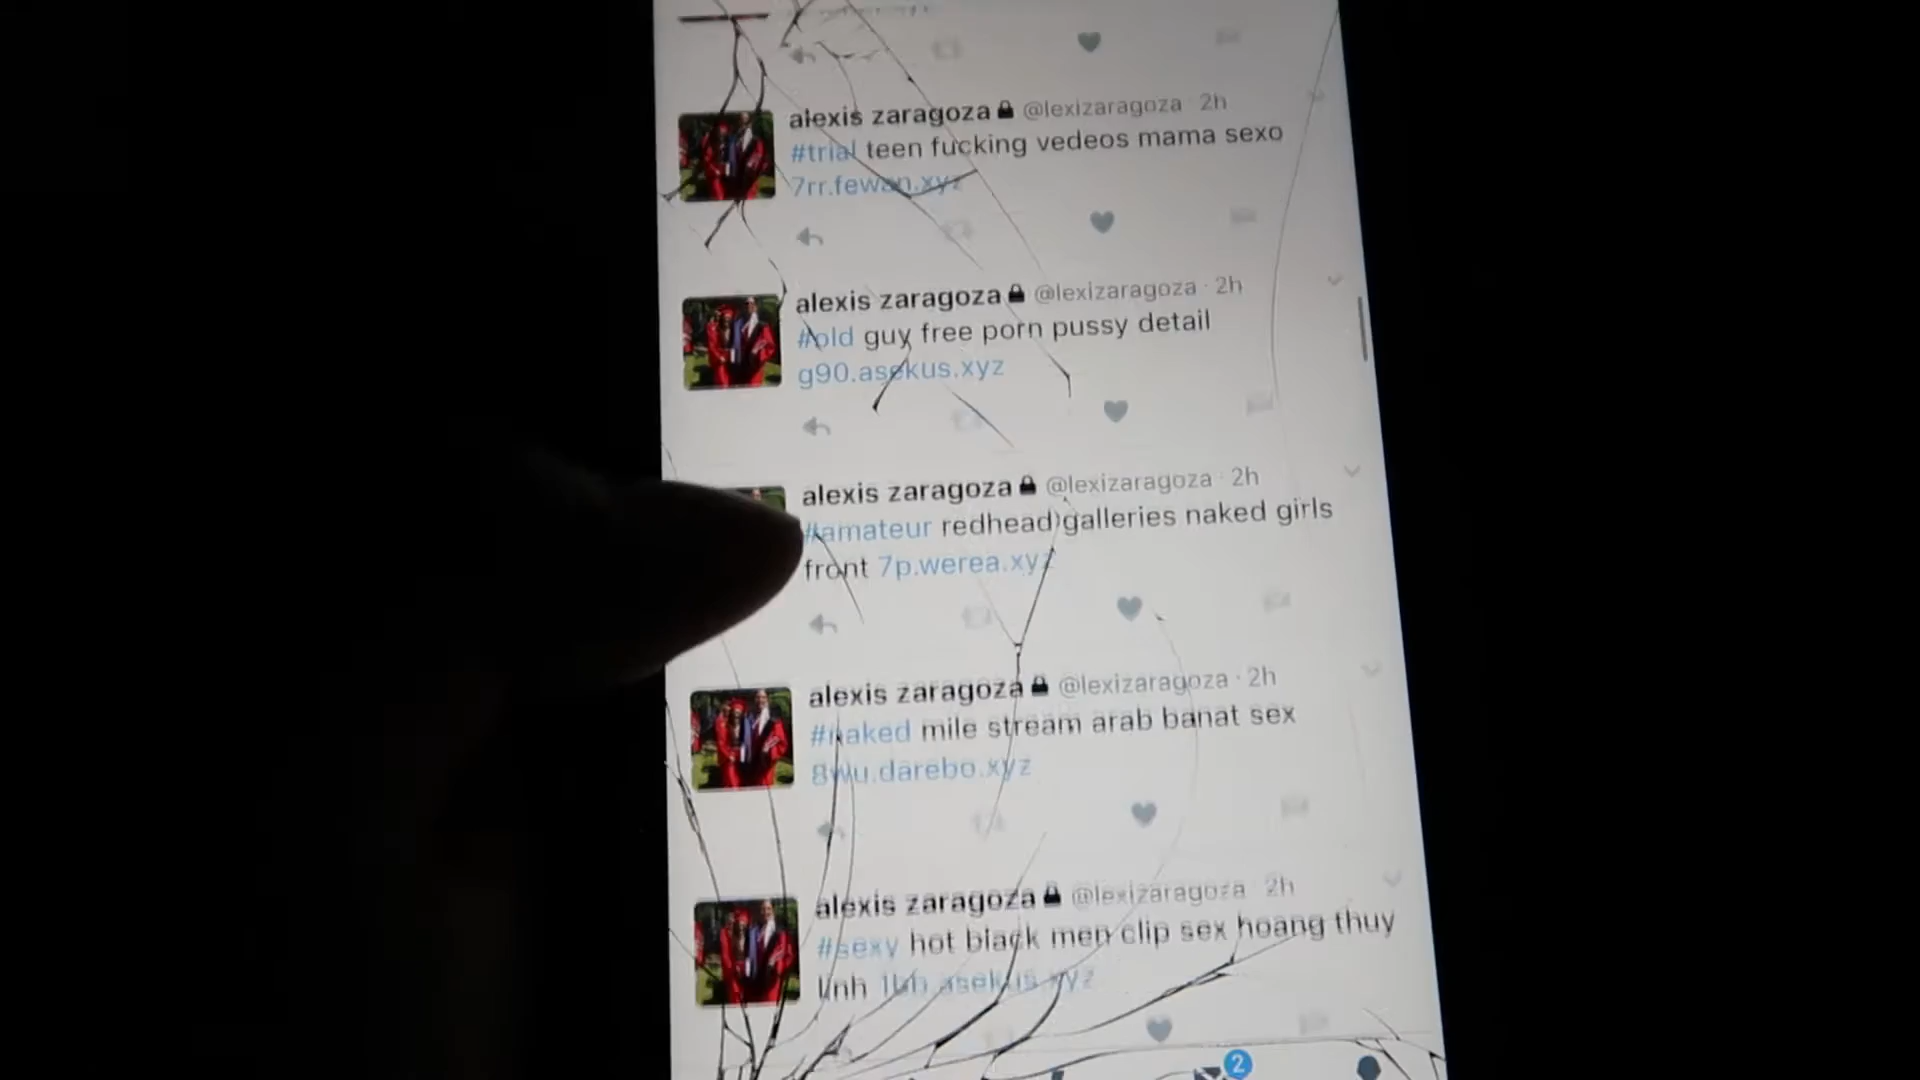 alexis zaragoza @lexizaragoza · 2h
#trial teen fucking vedeos mama sexo
7rr.fewan.xyz
alexis zaragoza @lexizaragoza · 2h
#old guy free porn pussy detail
g90.asekus.xyz
alexis zaragoza @lexizaragoza · 2h
#amateur redhead galleries naked girls
front 7p.werea.xyz
alexis zaragoza @lexizaragoza · 2h
#naked mile stream arab banat sex
8wu.darebo.xyz
alexis zaragoza @lexizaragoza 2h
#sexy hot black men clip sex hoang thuy
linh asekus.xyz
2